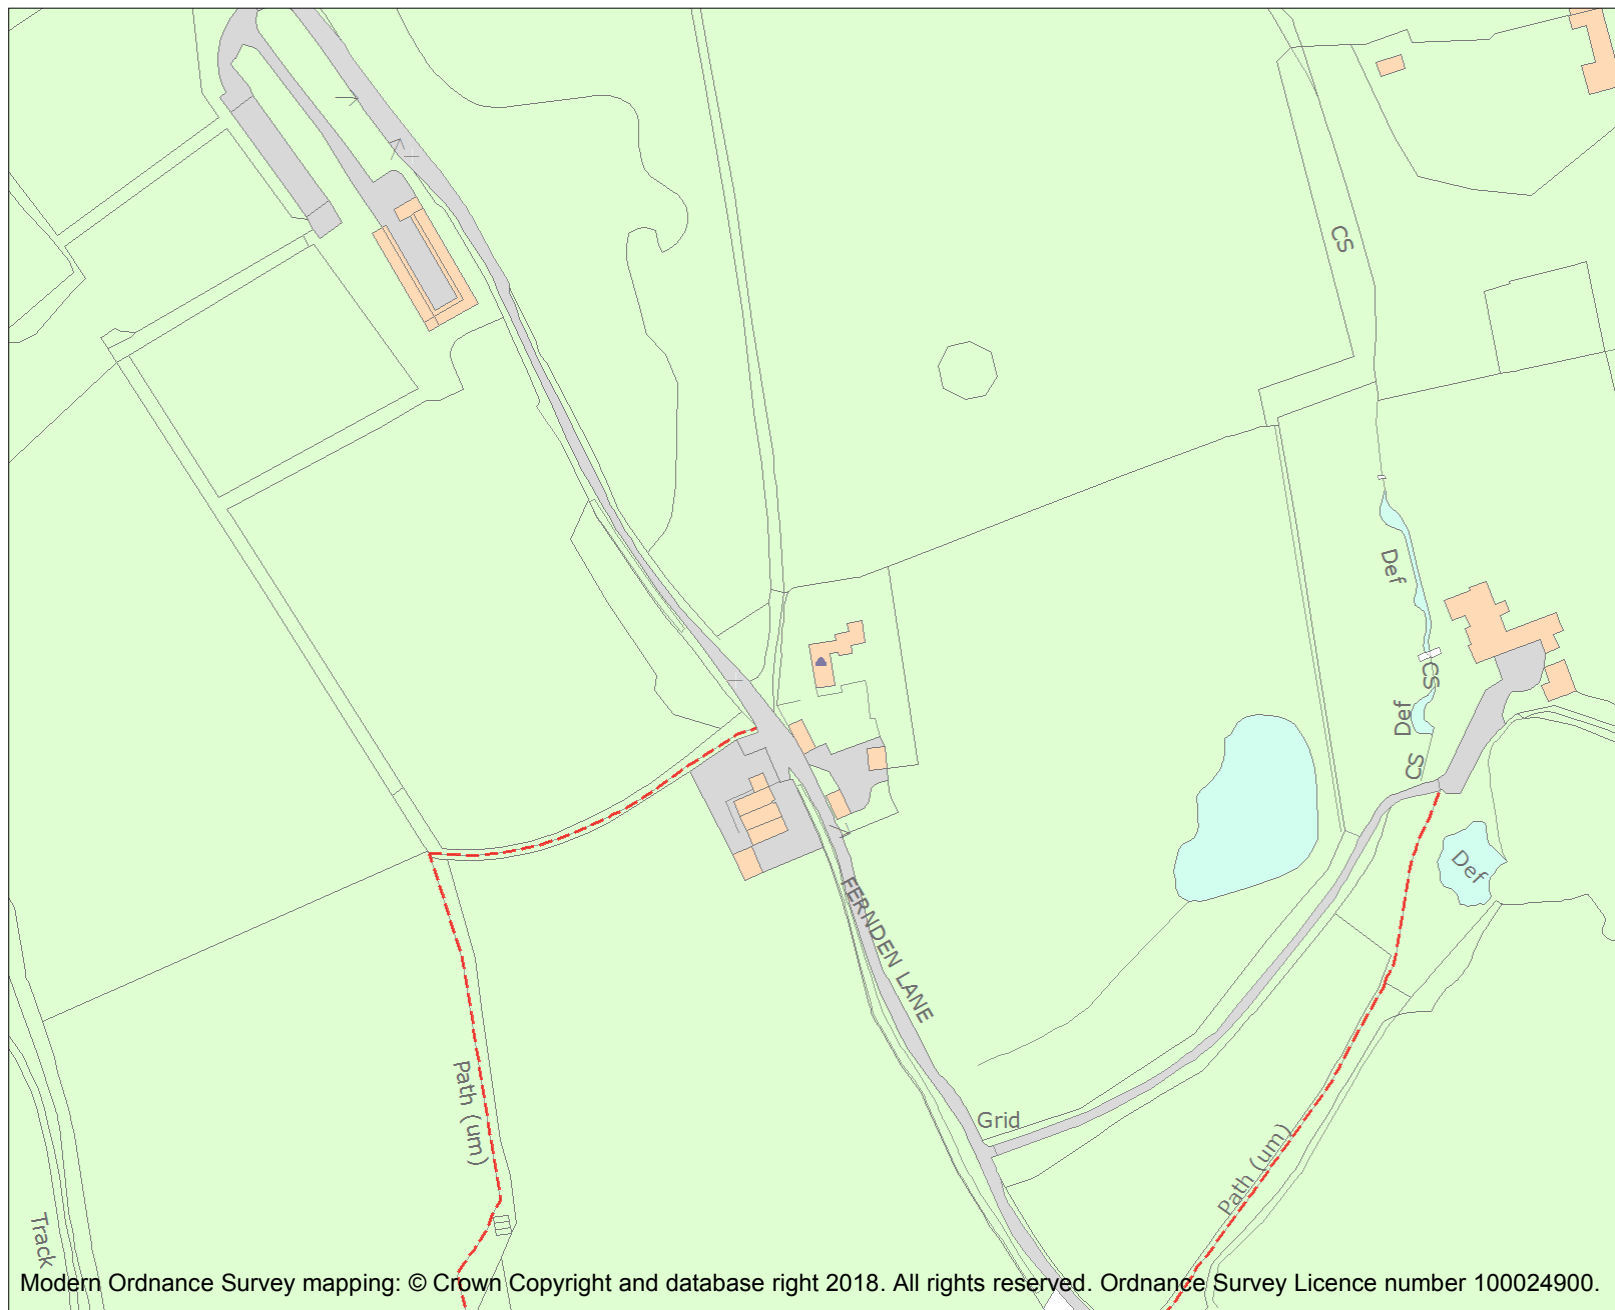 CS
Def
CS
Def
CS
Def
FERNDEN LANE
Path (um)
Grid
Path (um)
Track
Modern Ordnance Survey mapping: © Crown Copyright and database right 2018. All rights reserved. Ordnance Survey Licence number 100024900.